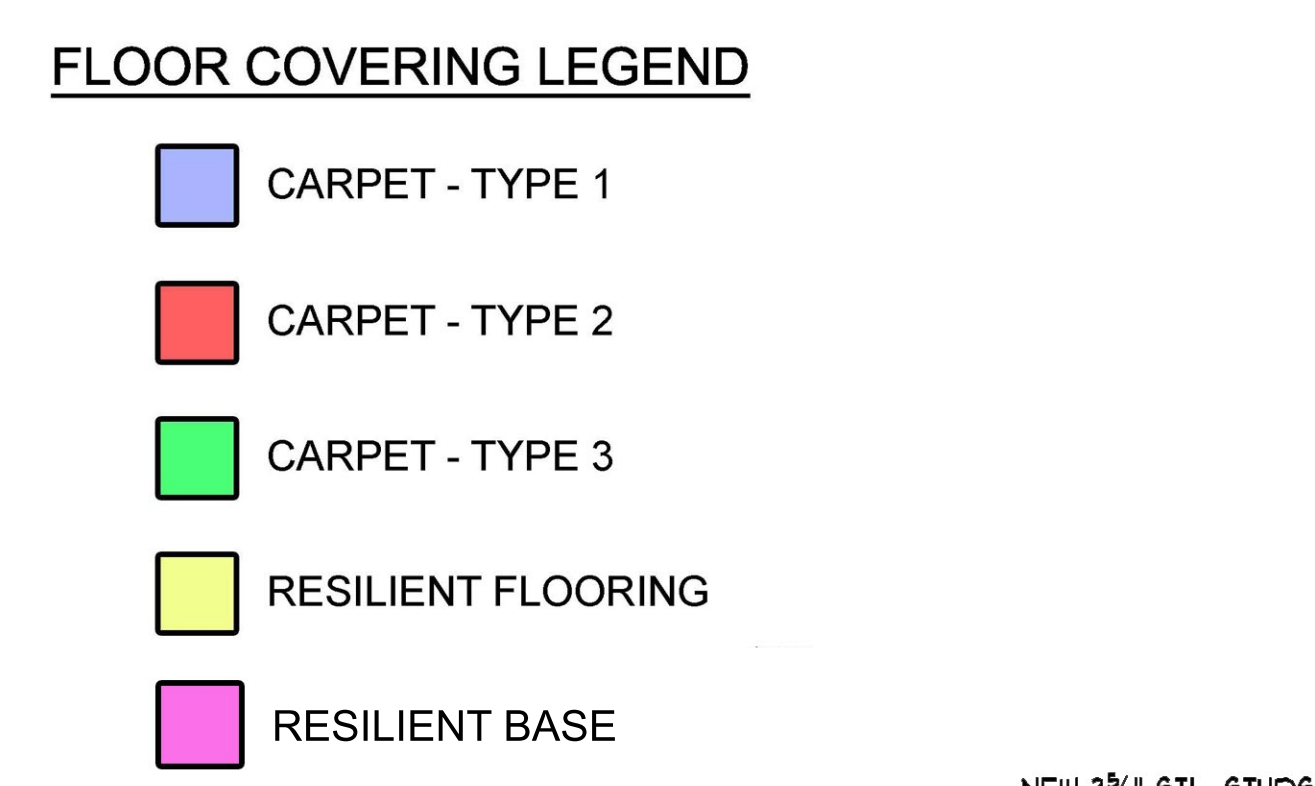 FLOOR COVERING LEGEND
CARPET - TYPE 1
CARPET - TYPE 2
CARPET - TYPE 3
RESILIENT FLOORING
RESILIENT BASE